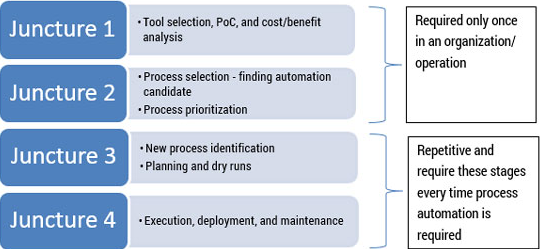 Juncture 1
• Tool selection, PoC, and cost/benefit
analysis
Juncture 2
• Process selection - finding automation
candidate
• Process prioritization
Required only once
in an organization/
operation
Juncture 3
• New process identification
• Planning and dry runs
Juncture 4
• Execution, deployment, and maintenance
Repetitive and
require these stages
every time process
automation is
required